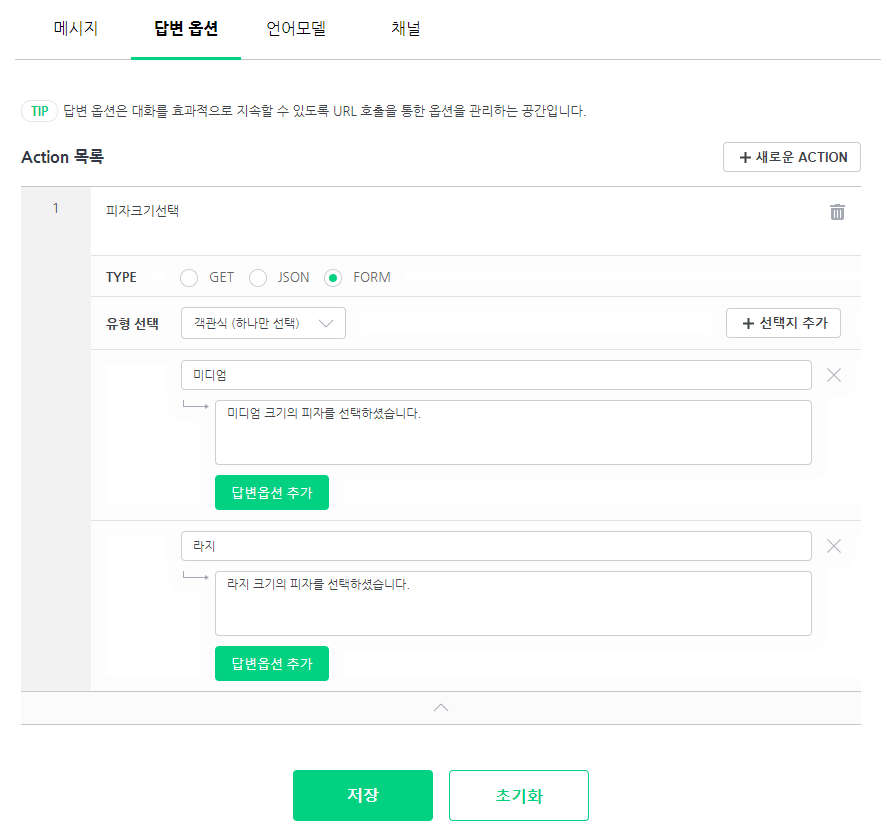 메시지 답변 옵션 언어모델 채널
TIP 답변 옵션은 대화를 효과적으로 지속할 수 있도록 URL 호출을 통한 옵션을 관리하는 공간입니다.
Action 목록 + 새로운 ACTION
1 피자크기선택
TYPE GET JSON FORM
유형 선택 객관식 (하나만 선택) + 선택지 추가
미디엄
미디엄 크기의 피자를 선택하셨습니다.
답변옵션 추가
라지
라지 크기의 피자를 선택하셨습니다.
답변옵션 추가
저장 초기화